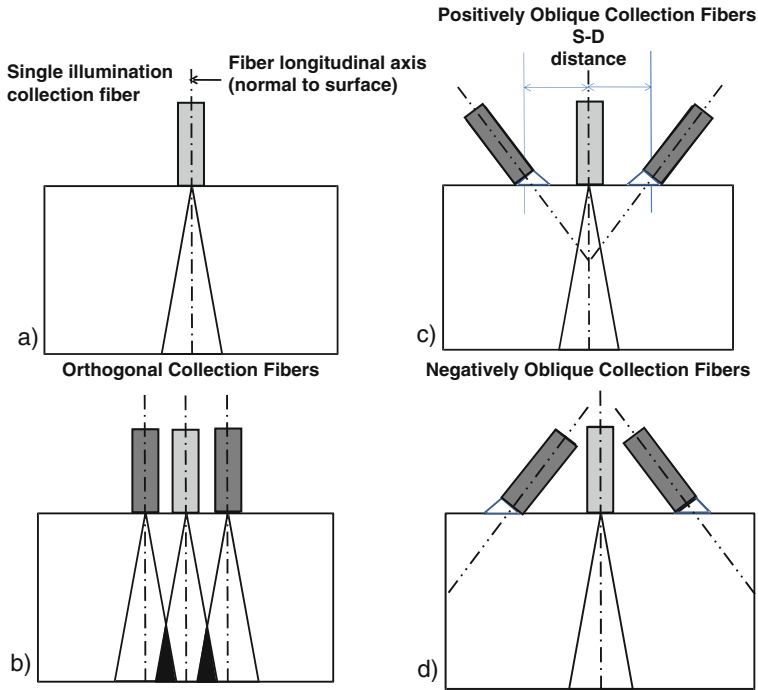 Single illumination
collection fiber
Fiber longitudinal axis
(normal to surface)
a)
Orthogonal Collection Fibers
b)
Positively Oblique Collection Fibers
S-D
distance
c)
Negatively Oblique Collection Fibers
d)